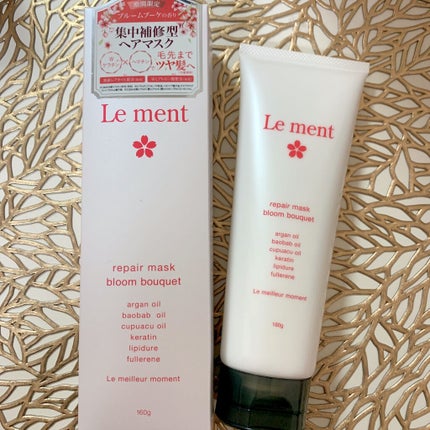 期間限定
ブルームブーケの香り
集中補修型
ヘアマスク
毛先まで
ツヤ髪へ
Le ment
repair mask
bloom bouquet
argan oil
baobab oil
cupuacu oil
keratin
lipidure
fullerene
Le meilleur moment
160g
Le ment
repair mask
bloom bouquet
argan oil
baobab oil
cupuacu oil
keratin
lipidure
fullerene
Le meilleur moment
160g